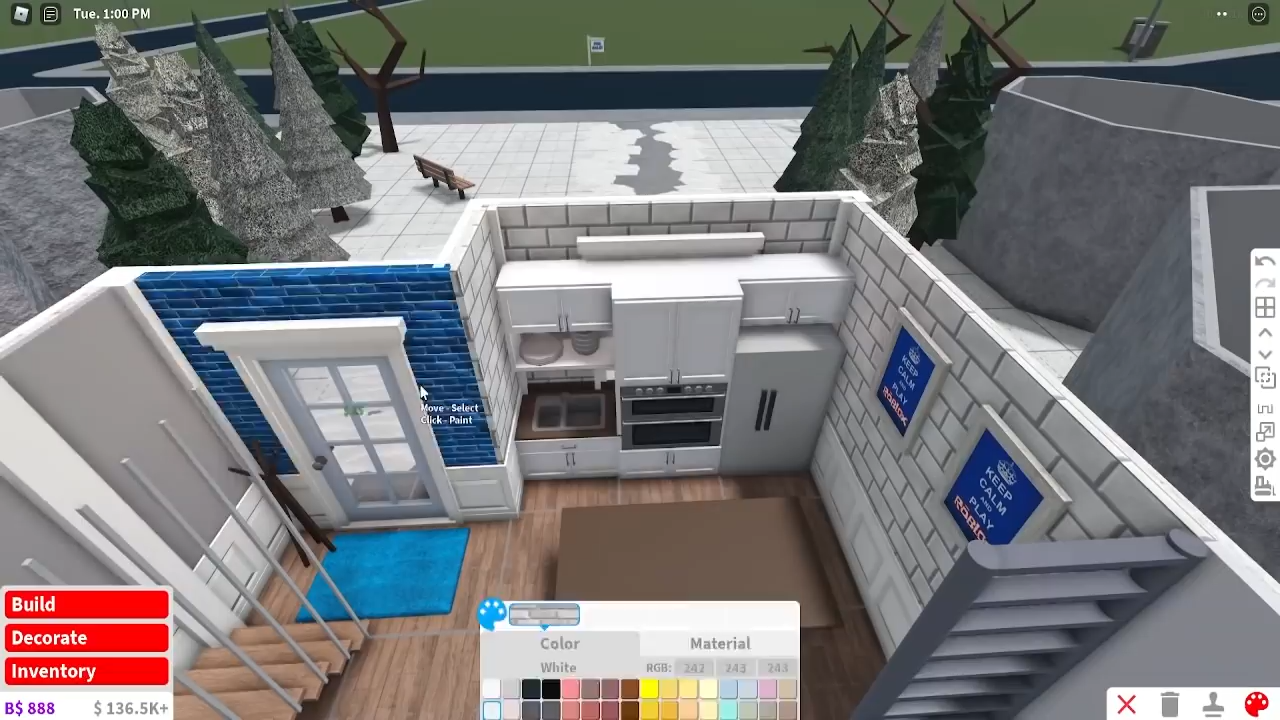 Tue. 1:00 PM
KEEP
CALM
AND
PLAY
ROBLOX
KEEP
CALM
AND
PLAY
ROBLOX
Move - Select
Click - Paint
Build
Decorate
Inventory
B$ 888
$ 136.5K+
Color
Material
White
RGB: 242 243 243